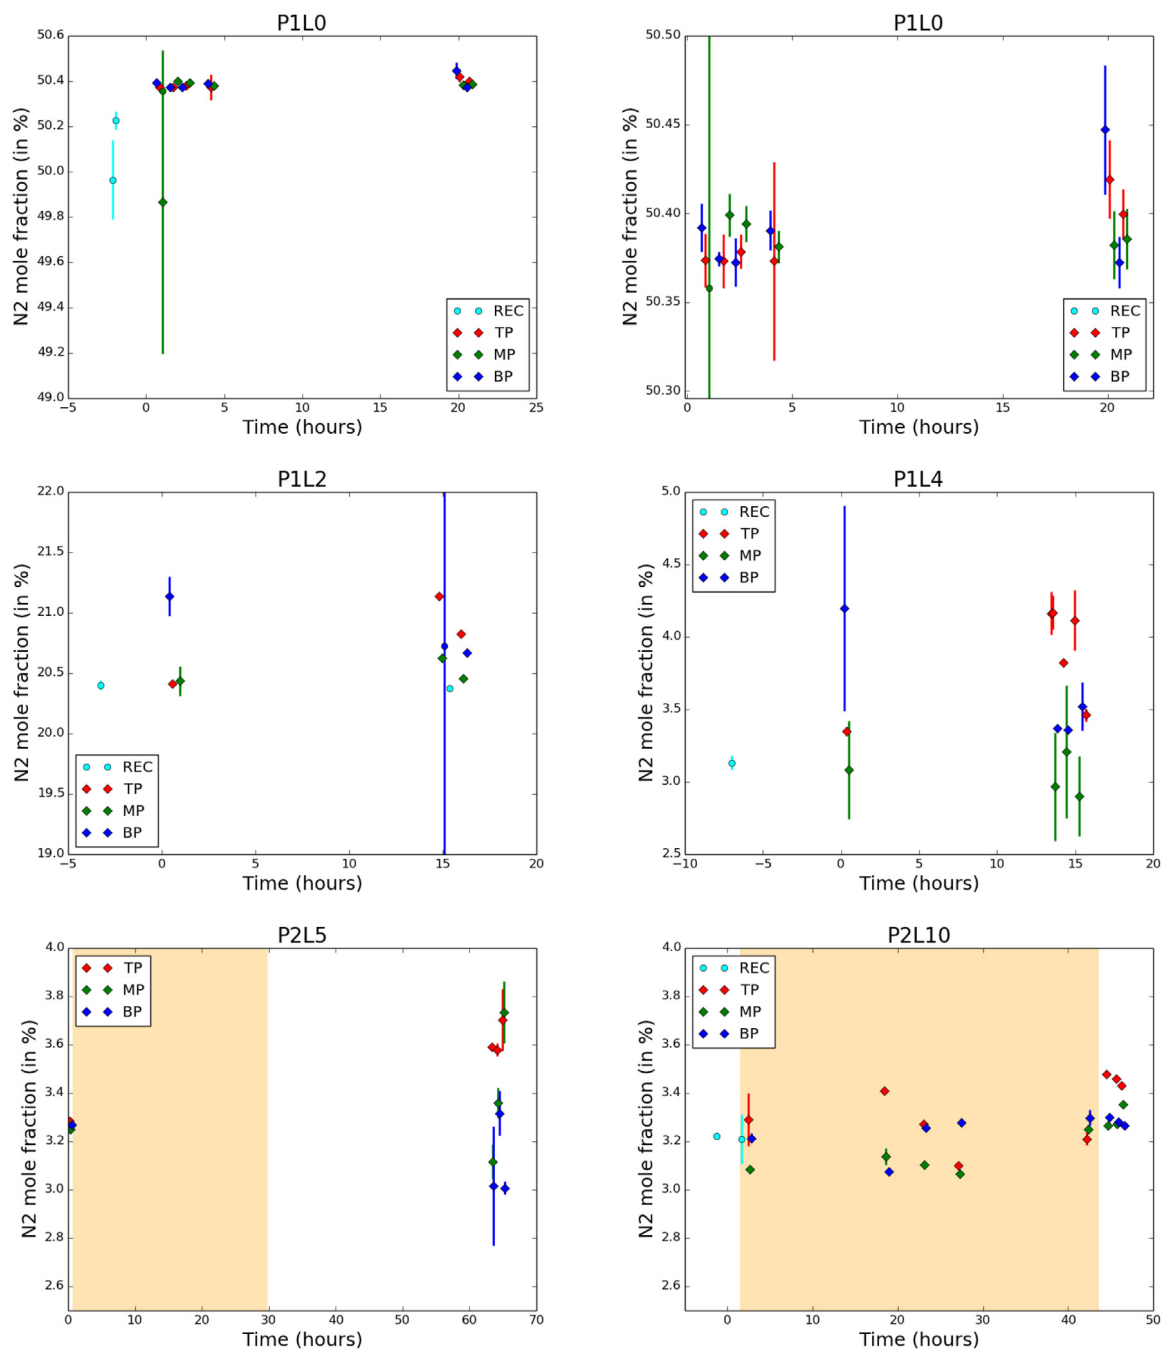 P1L0
N2 mole fraction (in %)
50.6
50.4
50.2
50.0
49.8
49.6
49.4
49.2
49.0
REC
TP
MP
BP
−5 0 5 10 15 20 25
Time (hours)
P1L0
N2 mole fraction (in %)
50.50
50.45
50.40
50.35
50.30
REC
TP
MP
BP
0 5 10 15 20
Time (hours)
P1L2
N2 mole fraction (in %)
22.0
21.5
21.0
20.5
20.0
19.5
19.0
REC
TP
MP
BP
−5 0 5 10 15 20
Time (hours)
P1L4
N2 mole fraction (in %)
5.0
4.5
4.0
3.5
3.0
2.5
REC
TP
MP
BP
−10 −5 0 5 10 15 20
Time (hours)
P2L5
N2 mole fraction (in %)
4.0
3.8
3.6
3.4
3.2
3.0
2.8
2.6
TP
MP
BP
0 10 20 30 40 50 60 70
Time (hours)
P2L10
N2 mole fraction (in %)
4.0
3.8
3.6
3.4
3.2
3.0
2.8
2.6
REC
TP
MP
BP
0 10 20 30 40 50
Time (hours)